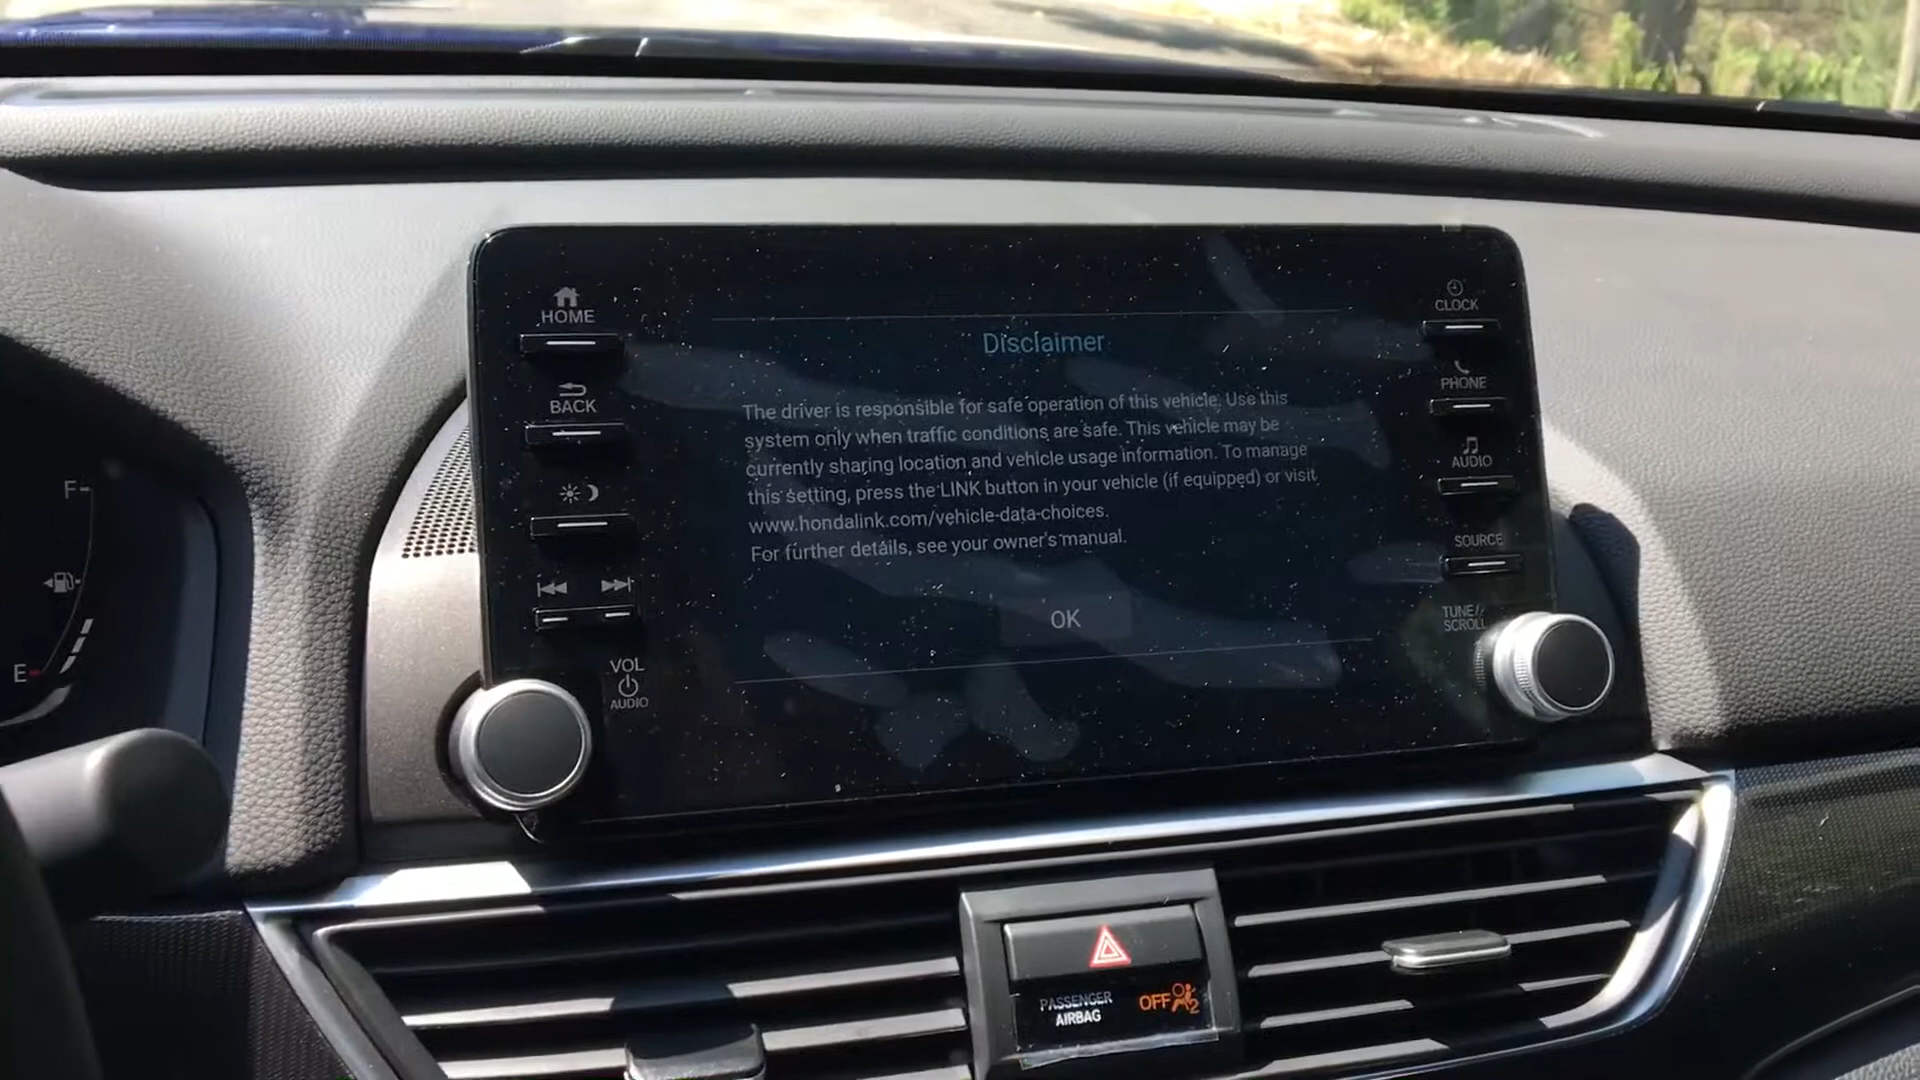 HOME
BACK
VOL
AUDIO
Disclaimer
The driver is responsible for safe operation of this vehicle. Use this
system only when traffic conditions are safe. This vehicle may be
currently sharing location and vehicle usage information. To manage
this setting, press the LINK button in your vehicle (if equipped) or visit
www.hondalink.com/vehicle-data-choices.
For further details, see your owner's manual.
OK
CLOCK
PHONE
AUDIO
SOURCE
TUNE/
SCROLL
F
E
PASSENGER
AIRBAG
OFF 2